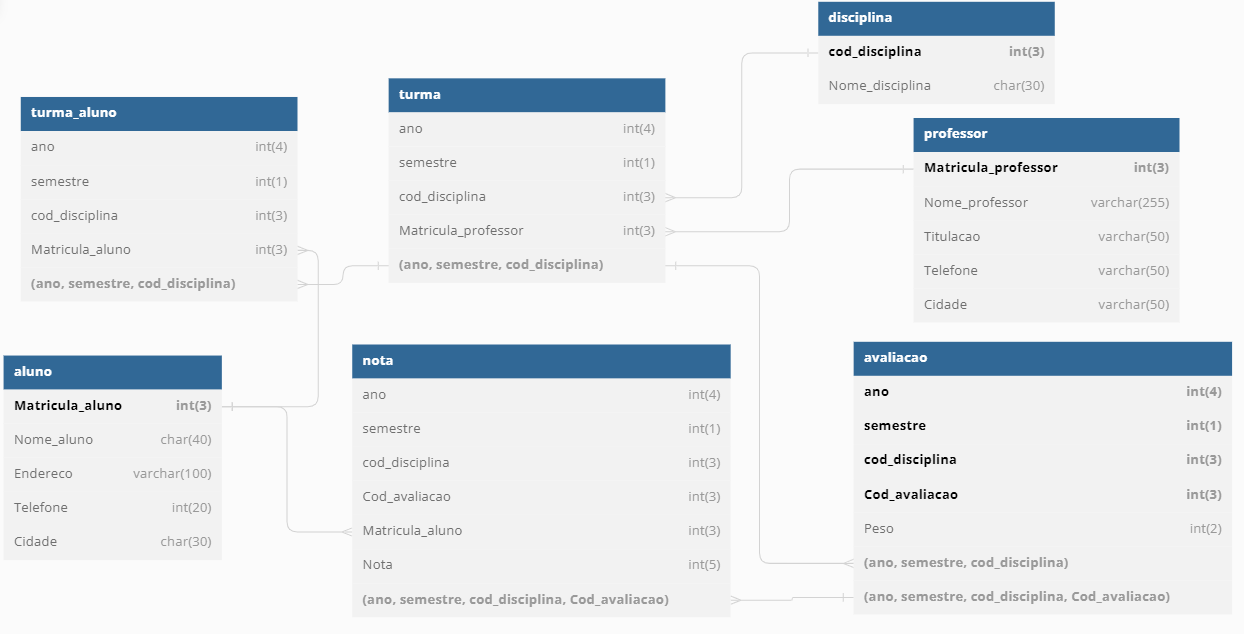 disciplina
cod_disciplina int(3)
Nome_disciplina char(30)
turma
ano int(4)
semestre int(1)
cod_disciplina int(3)
Matricula_professor int(3)
(ano, semestre, cod_disciplina)
turma_aluno
ano int(4)
semestre int(1)
cod_disciplina int(3)
Matricula_aluno int(3)
(ano, semestre, cod_disciplina)
professor
Matricula_professor int(3)
Nome_professor varchar(255)
Titulacao varchar(50)
Telefone varchar(50)
Cidade varchar(50)
aluno
Matricula_aluno int(3)
Nome_aluno char(40)
Endereco varchar(100)
Telefone int(20)
Cidade char(30)
nota
ano int(4)
semestre int(1)
cod_disciplina int(3)
Cod_avaliacao int(3)
Matricula_aluno int(3)
Nota int(5)
(ano, semestre, cod_disciplina, Cod_avaliacao)
avaliacao
ano int(4)
semestre int(1)
cod_disciplina int(3)
Cod_avaliacao int(3)
Peso int(2)
(ano, semestre, cod_disciplina)
(ano, semestre, cod_disciplina, Cod_avaliacao)